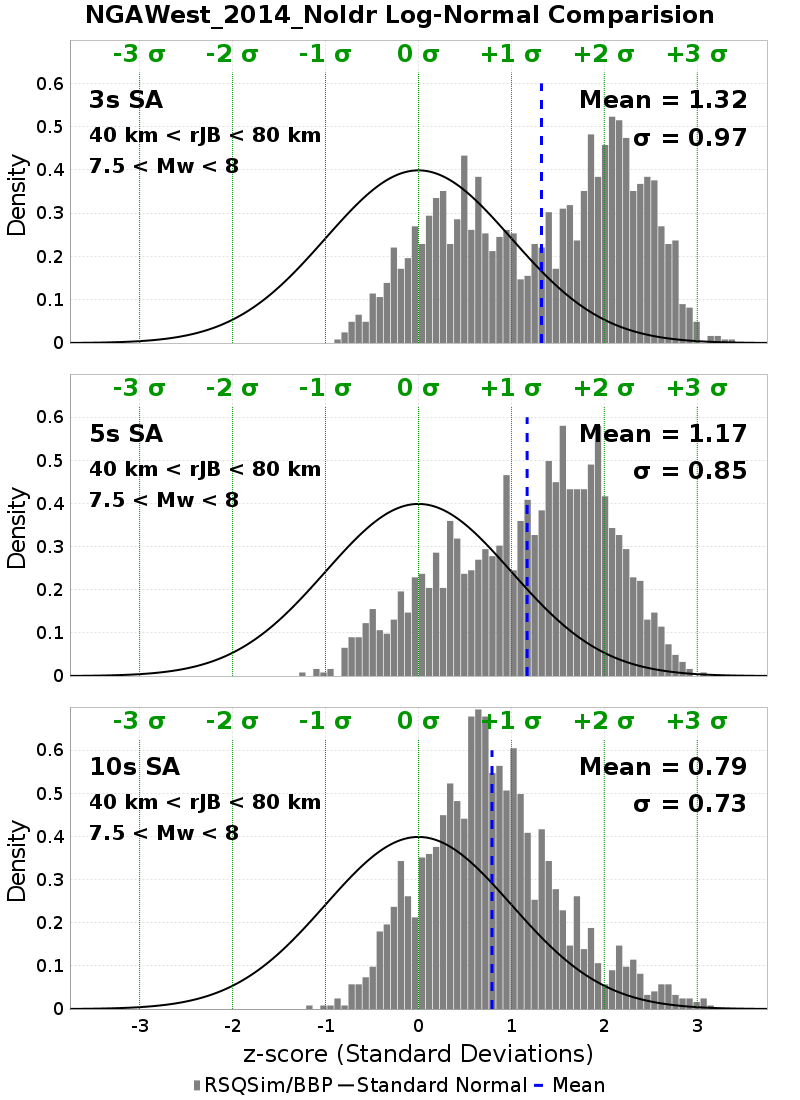 NGAWest_2014_NoIdr Log-Normal Comparision
-3 σ -2 σ -1 σ 0 σ +1 σ +2 σ +3 σ
0.6
3s SA Mean = 1.32
0.5
40 km < rJB < 80 km σ = 0.97
7.5 < Mw < 8
0.4
0.3
0.2
0.1
0
Density
-3 σ -2 σ -1 σ 0 σ +1 σ +2 σ +3 σ
0.6
5s SA Mean = 1.17
0.5
40 km < rJB < 80 km σ = 0.85
7.5 < Mw < 8
0.4
0.3
0.2
0.1
0
Density
-3 σ -2 σ -1 σ 0 σ +1 σ +2 σ +3 σ
0.6
10s SA Mean = 0.79
0.5
40 km < rJB < 80 km σ = 0.73
7.5 < Mw < 8
0.4
0.3
0.2
0.1
0
Density
-3 -2 -1 0 1 2 3
z-score (Standard Deviations)
RSQSim/BBP Standard Normal Mean